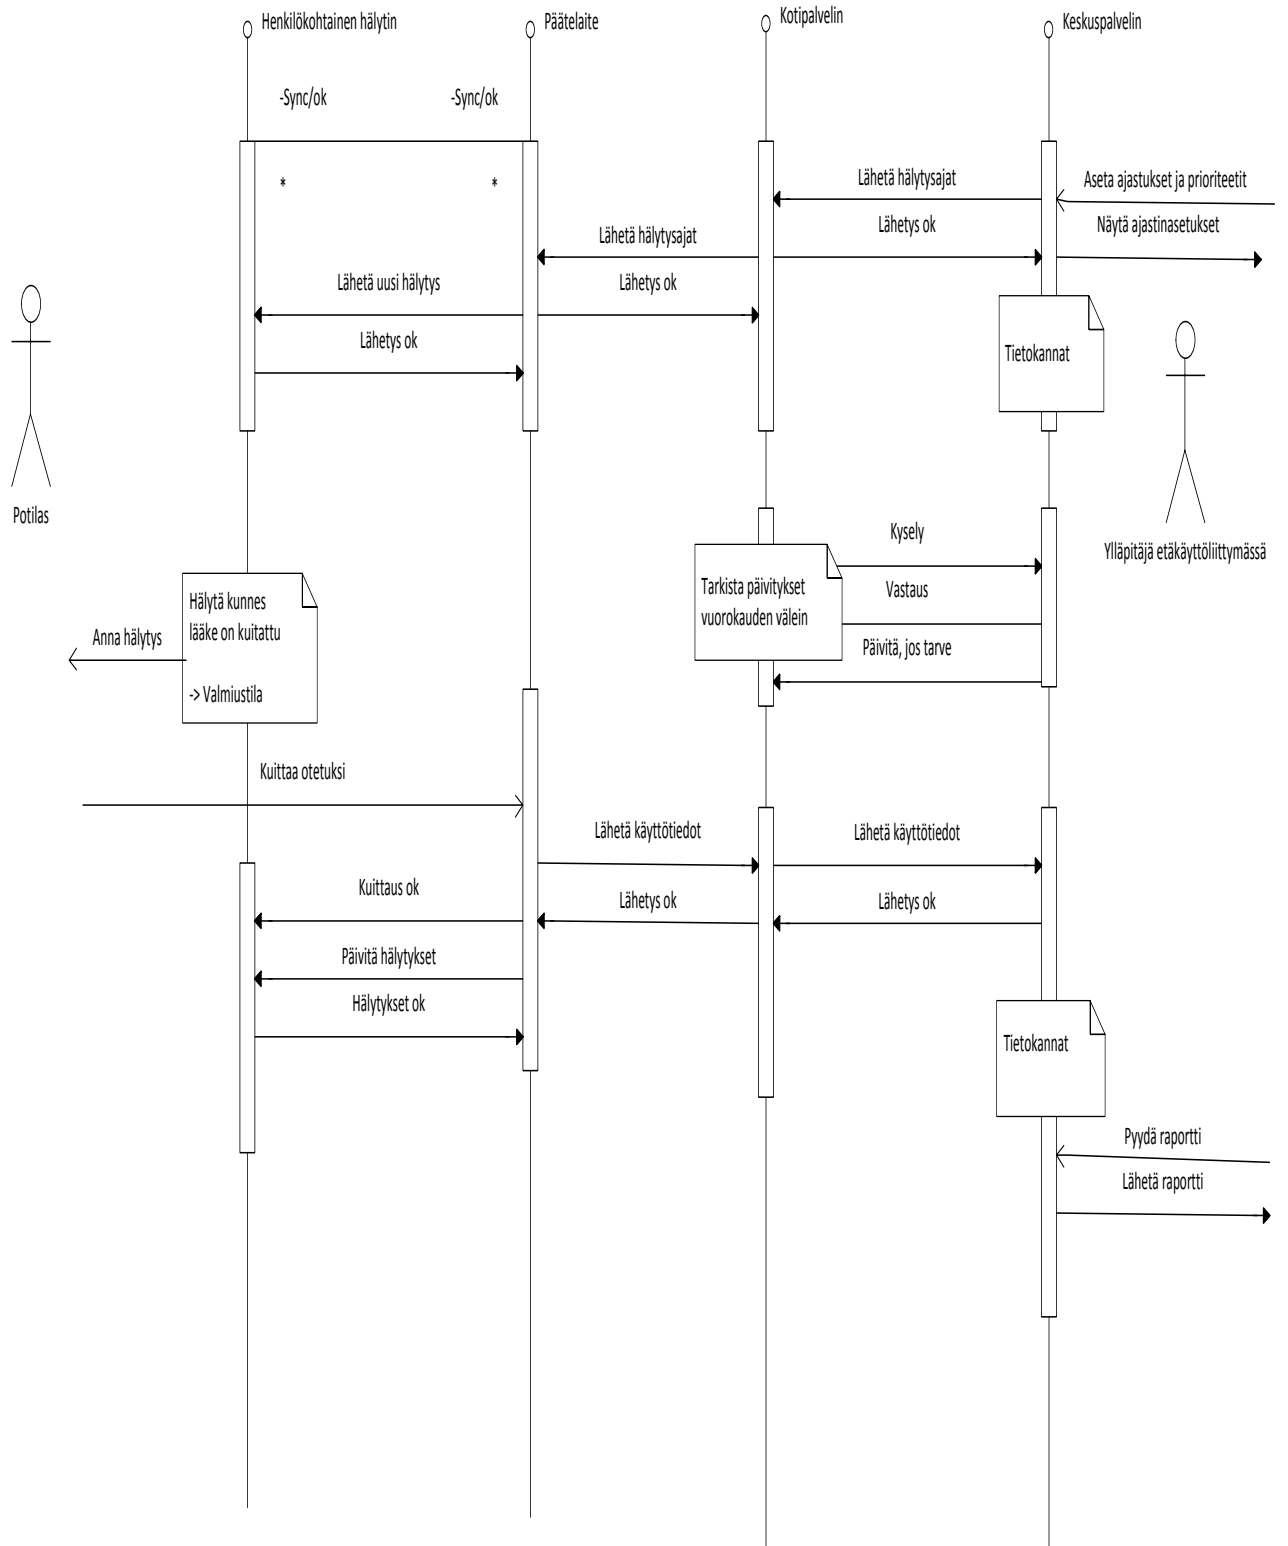 Henkilökohtainen hälytin
Päätelaite
Kotipalvelin
Keskuspalvelin
-Sync/ok
-Sync/ok
*
*
Lähetä hälytysajat
Aseta ajastukset ja prioriteetit
Lähetys ok
Näytä ajastinasetukset
Lähetä hälytysajat
Lähetä uusi hälytys
Lähetys ok
Lähetys ok
Tietokannat
Potilas
Kysely
Ylläpitäjä etäkäyttöliittymässä
Tarkista päivitykset
vuorokauden välein
Vastaus
Hälytä kunnes
lääke on kuitattu
-> Valmiustila
Anna hälytys
Päivitä, jos tarve
Kuittaa otetuksi
Lähetä käyttötiedot
Lähetä käyttötiedot
Kuittaus ok
Lähetys ok
Lähetys ok
Päivitä hälytykset
Hälytykset ok
Tietokannat
Pyydä raportti
Lähetä raportti